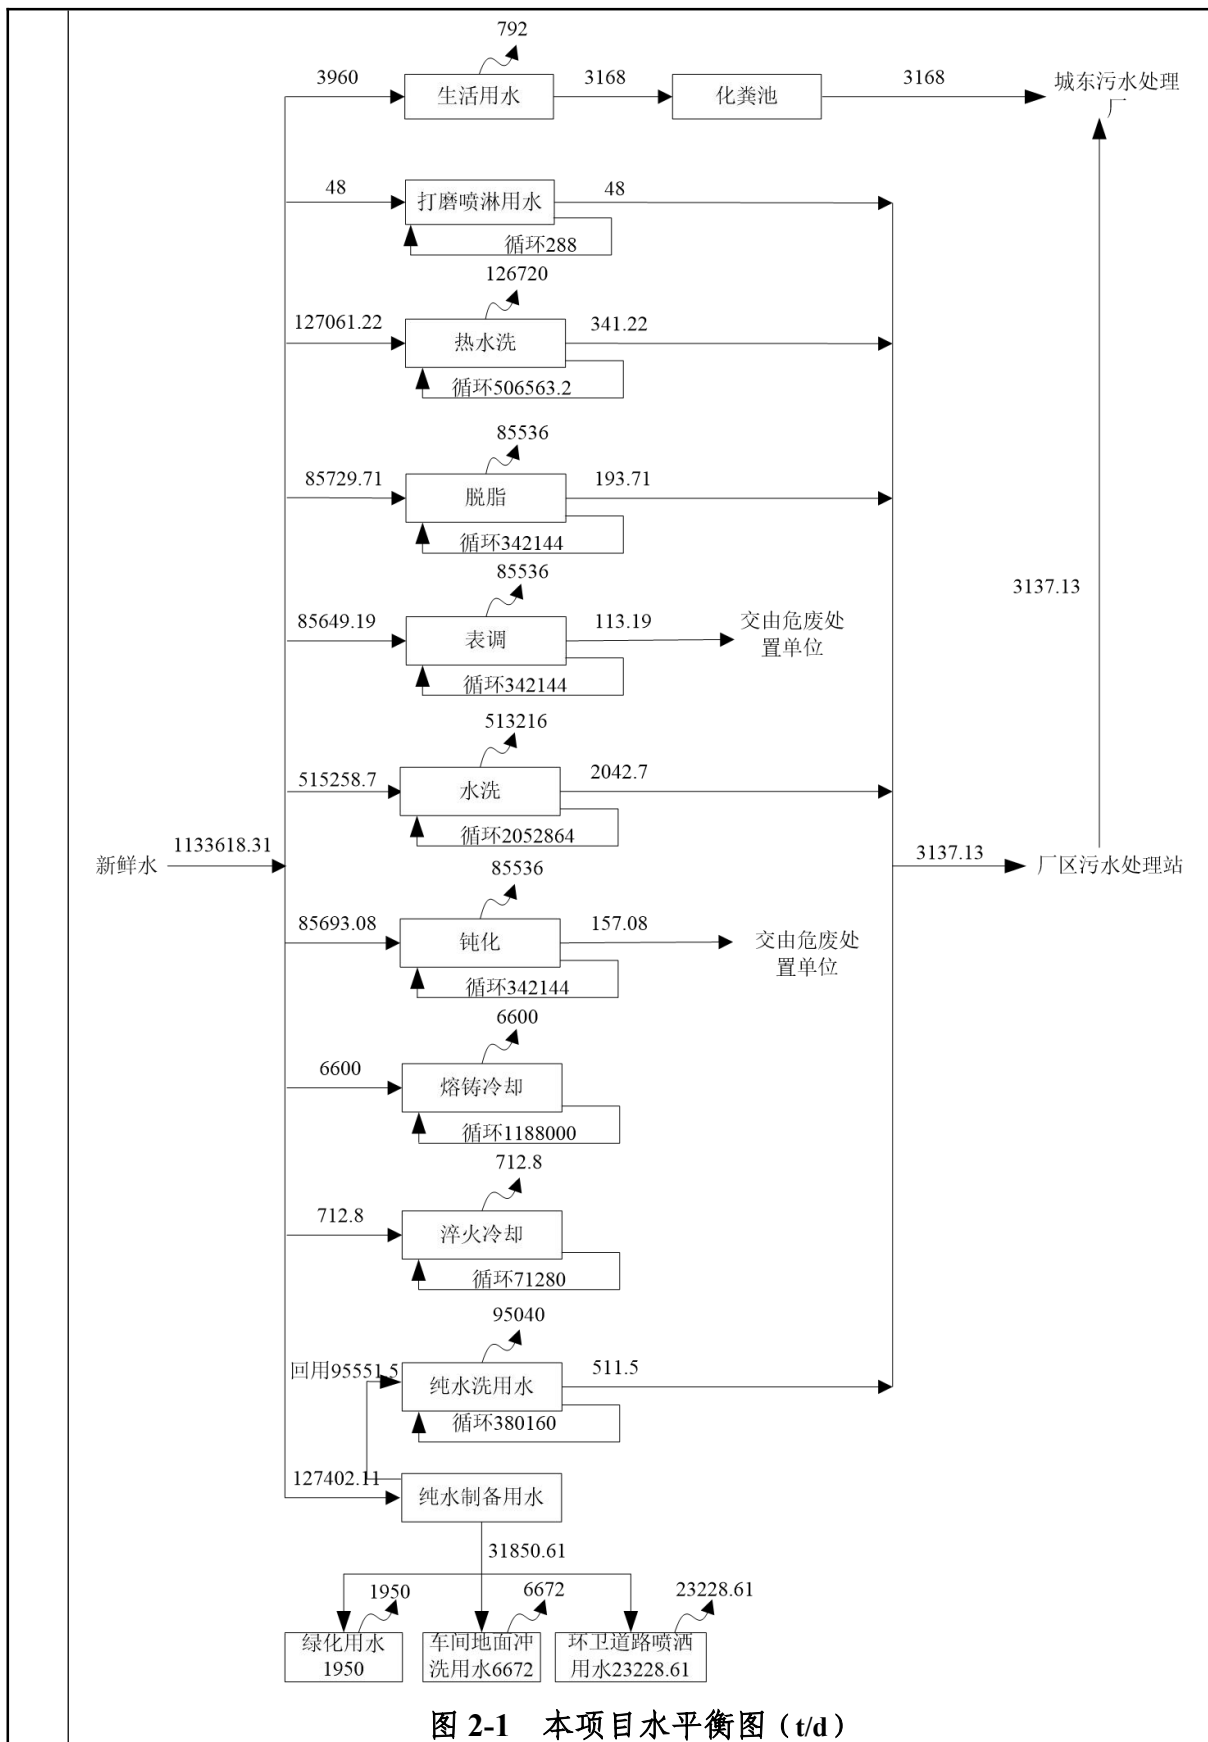 792
3960
生活用水
3168
化粪池
3168
城东污水处理
厂
48
打磨喷淋用水
48
循环288
126720
127061.22
热水洗
341.22
循环506563.2
85536
85729.71
脱脂
193.71
循环342144
85536
85649.19
表调
113.19
交由危废处
置单位
循环342144
3137.13
513216
515258.7
水洗
2042.7
循环2052864
新鲜水
1133618.31
3137.13
厂区污水处理站
85536
85693.08
钝化
157.08
交由危废处
置单位
循环342144
6600
6600
熔铸冷却
循环1188000
712.8
712.8
淬火冷却
循环71280
95040
回用95551.5
纯水洗用水
511.5
循环380160
127402.11
纯水制备用水
31850.61
1950
6672
23228.61
绿化用水
1950
车间地面冲
洗用水6672
环卫道路喷洒
用水23228.61
图 2-1 本项目水平衡图（t/d）